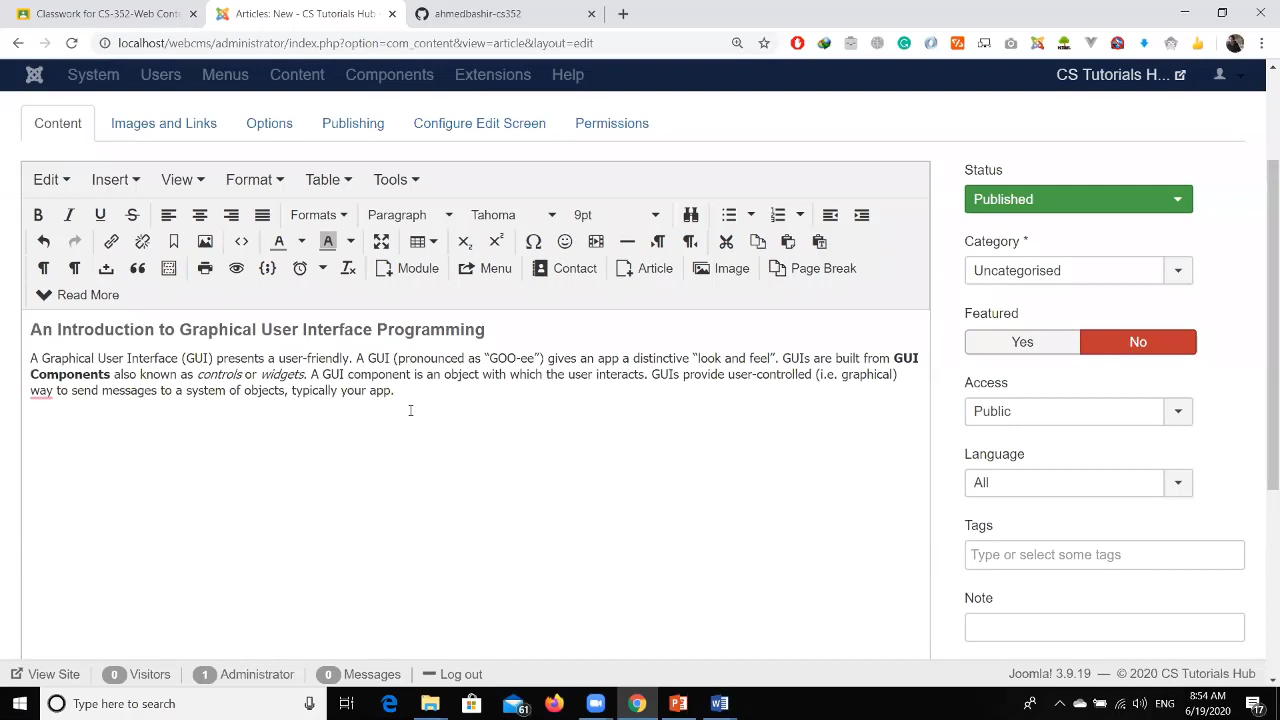 Classwork for CS-352-Web Cont
Articles: New - CS Tutorials Hub -
ahmedbashir-cs352
localhost/webcms/administrator/index.php?option=com_content&view=article&layout=edit
System Users Menus Content Components Extensions Help
CS Tutorials H...
Content Images and Links Options Publishing Configure Edit Screen Permissions
Edit Insert View Format Table Tools
Formats Paragraph Tahoma 9pt
Module Menu Contact Article Image Page Break
Read More
An Introduction to Graphical User Interface Programming
A Graphical User Interface (GUI) presents a user-friendly. A GUI (pronounced as “GOO-ee”) gives an app a distinctive “look and feel”. GUIs are built from GUI
Components also known as controls or widgets. A GUI component is an object with which the user interacts. GUIs provide user-controlled (i.e. graphical)
way to send messages to a system of objects, typically your app.
Status
Published
Category *
Uncategorised
Featured
Yes No
Access
Public
Language
All
Tags
Type or select some tags
Note
View Site 0 Visitors 1 Administrator 0 Messages Log out
Joomla! 3.9.19 — © 2020 CS Tutorials Hub
Type here to search
61
ENG
8:54 AM
6/19/2020
17